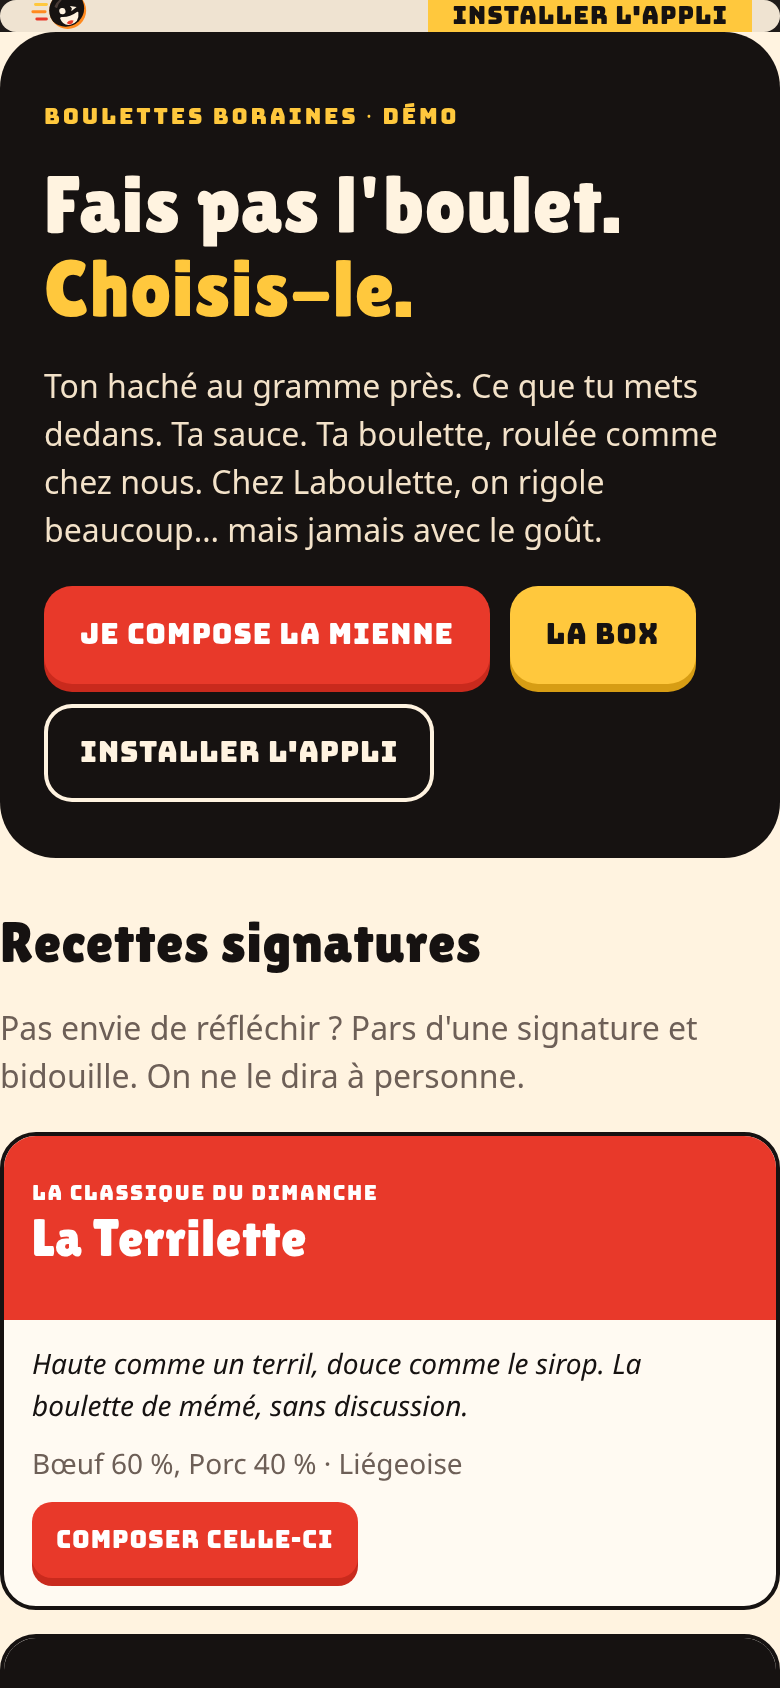 INSTALLER L'APPLI
BOULETTES BORAINES · DÉMO
Fais pas l'boulet.
Choisis-le.
Ton haché au gramme près. Ce que tu mets
dedans. Ta sauce. Ta boulette, roulée comme
chez nous. Chez Laboulette, on rigole
beaucoup… mais jamais avec le goût.
JE COMPOSE LA MIENNE
LA BOX
INSTALLER L'APPLI
Recettes signatures
Pas envie de réfléchir ? Pars d'une signature et
bidouille. On ne le dira à personne.
LA CLASSIQUE DU DIMANCHE
La Terrilette
Haute comme un terril, douce comme le sirop. La
boulette de mémé, sans discussion.
Bœuf 60 %, Porc 40 % · Liégeoise
COMPOSER CELLE-CI